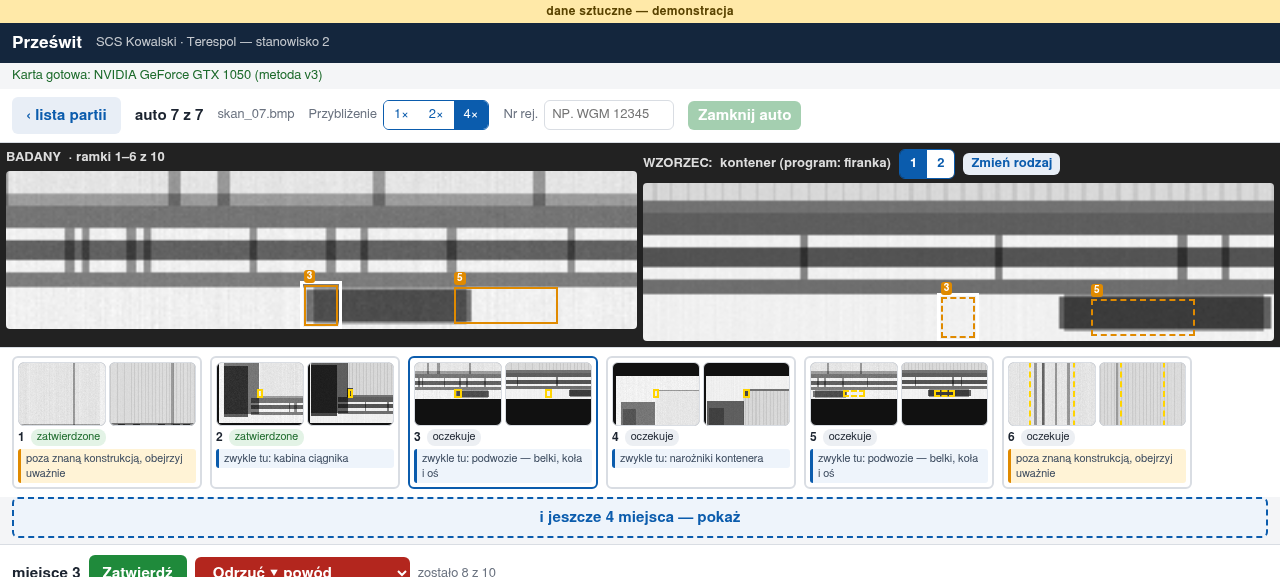 dane sztuczne — demonstracja
Prześwit SCS Kowalski · Terespol — stanowisko 2
Karta gotowa: NVIDIA GeForce GTX 1050 (metoda v3)
‹ lista partii auto 7 z 7 skan_07.bmp Przybliżenie 1× 2× 4× Nr rej. NP. WGM 12345 Zamknij auto
BADANY · ramki 1–6 z 10
WZORZEC: kontener (program: firanka) 1 2 Zmień rodzaj
3 5
3 5
1 zatwierdzone
poza znaną konstrukcją, obejrzyj
uważnie
2 zatwierdzone
zwykle tu: kabina ciągnika
3 oczekuje
zwykle tu: podwozie — belki, koła
i oś
4 oczekuje
zwykle tu: narożniki kontenera
5 oczekuje
zwykle tu: podwozie — belki, koła
i oś
6 oczekuje
poza znaną konstrukcją, obejrzyj
uważnie
i jeszcze 4 miejsca — pokaż
miejsce 3 Zatwierdź Odrzuć ▾ powód zostało 8 z 10